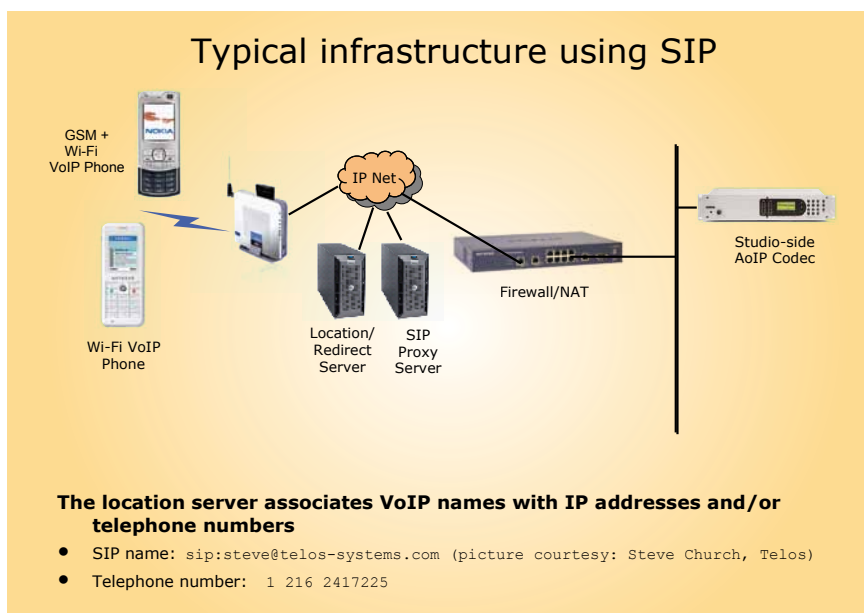 Typical infrastructure using SIP
GSM +
Wi-Fi
VoIP Phone
NOKIA
IP Net
Studio-side
AoIP Codec
Firewall/NAT
Location/
Redirect
Server
SIP
Proxy
Server
Wi-Fi VoIP
Phone
The location server associates VoIP names with IP addresses and/or
telephone numbers
• SIP name: sip:steve@telos-systems.com (picture courtesy: Steve Church, Telos)
• Telephone number: 1 216 2417225